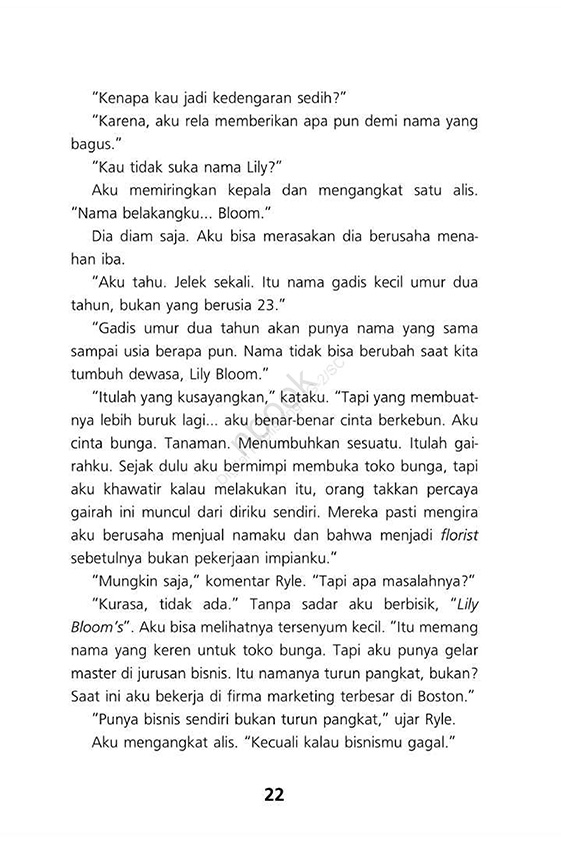 “Kenapa kau jadi kedengaran sedih?”
“Karena, aku rela memberikan apa pun demi nama yang
bagus.”
“Kau tidak suka nama Lily?”
Aku memiringkan kepala dan mengangkat satu alis.
“Nama belakangku... Bloom.”
Dia diam saja. Aku bisa merasakan dia berusaha mena-
han iba.
“Aku tahu. Jelek sekali. Itu nama gadis kecil umur dua
tahun, bukan yang berusia 23.”
“Gadis umur dua tahun akan punya nama yang sama
sampai usia berapa pun. Nama tidak bisa berubah saat kita
tumbuh dewasa, Lily Bloom.”
“Itulah yang kusayangkan,” kataku. “Tapi yang membuat-
nya lebih buruk lagi... aku benar-benar cinta berkebun. Aku
cinta bunga. Tanaman. Menumbuhkan sesuatu. Itulah gai-
rahku. Sejak dulu aku bermimpi membuka toko bunga, tapi
aku khawatir kalau melakukan itu, orang takkan percaya
gairah ini muncul dari diriku sendiri. Mereka pasti mengira
aku berusaha menjual namaku dan bahwa menjadi florist
sebetulnya bukan pekerjaan impianku.”
“Mungkin saja,” komentar Ryle. “Tapi apa masalahnya?”
“Kurasa, tidak ada.” Tanpa sadar aku berbisik, “Lily
Bloom’s”. Aku bisa melihatnya tersenyum kecil. “Itu memang
nama yang keren untuk toko bunga. Tapi aku punya gelar
master di jurusan bisnis. Itu namanya turun pangkat, bukan?
Saat ini aku bekerja di firma marketing terbesar di Boston.”
“Punya bisnis sendiri bukan turun pangkat,” ujar Ryle.
Aku mengangkat alis. “Kecuali kalau bisnismu gagal.”
22